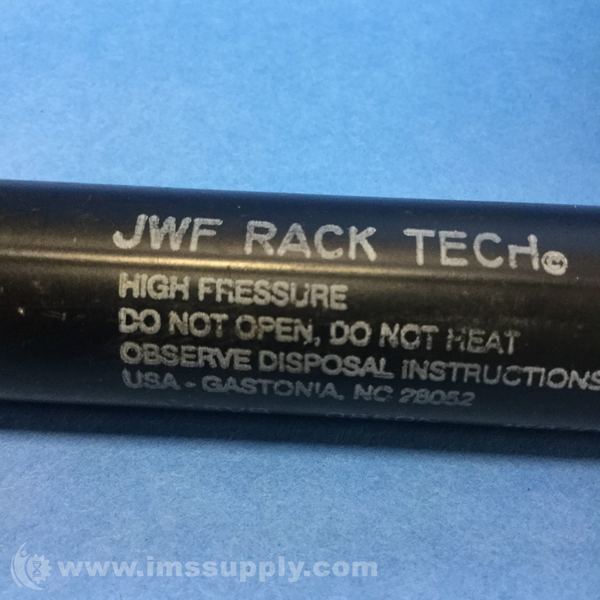 JWF RACK TECH©
HIGH PRESSURE
DO NOT OPEN, DO NOT HEAT
OBSERVE DISPOSAL INSTRUCTIONS
USA - GASTONIA, NC 28052
www.imssupply.com